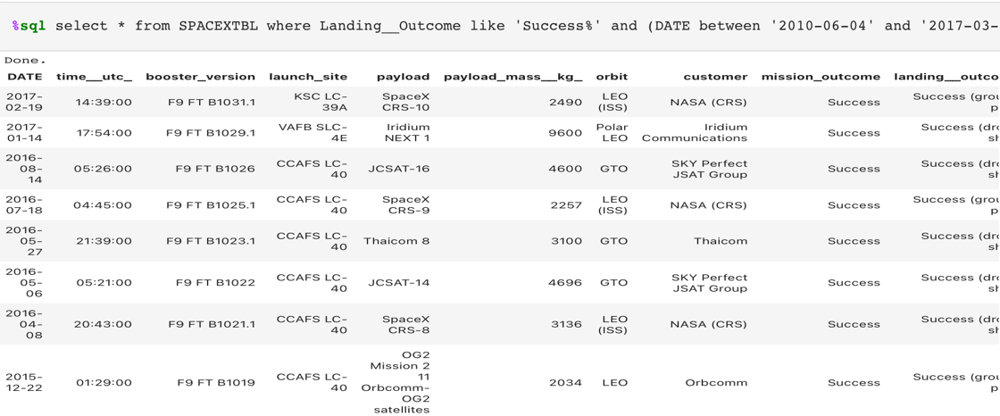 %sql select * from SPACEXTBL where Landing__Outcome like 'Success%' and (DATE between '2010-06-04' and '2017-03-
Done.
DATE time__utc_ booster_version launch_site payload payload_mass__kg_ orbit customer mission_outcome landing__outco
2017-02-19 14:39:00 F9 FT B1031.1 KSC LC-39A SpaceX CRS-10 2490 LEO (ISS) NASA (CRS) Success Success (grou p
2017-01-14 17:54:00 F9 FT B1029.1 VAFB SLC-4E Iridium NEXT 1 9600 Polar LEO Iridium Communications Success Success (dro sh
2016-08-14 05:26:00 F9 FT B1026 CCAFS LC-40 JCSAT-16 4600 GTO SKY Perfect JSAT Group Success Success (dro sh
2016-07-18 04:45:00 F9 FT B1025.1 CCAFS LC-40 SpaceX CRS-9 2257 LEO (ISS) NASA (CRS) Success Success (grou p
2016-05-27 21:39:00 F9 FT B1023.1 CCAFS LC-40 Thaicom 8 3100 GTO Thaicom Success Success (dro sh
2016-05-06 05:21:00 F9 FT B1022 CCAFS LC-40 JCSAT-14 4696 GTO SKY Perfect JSAT Group Success Success (dro sh
2016-04-08 20:43:00 F9 FT B1021.1 CCAFS LC-40 SpaceX CRS-8 3136 LEO (ISS) NASA (CRS) Success Success (dro sh
2015-12-22 01:29:00 F9 FT B1019 CCAFS LC-40 OG2 Mission 2 11 Orbcomm-OG2 satellites 2034 LEO Orbcomm Success Success (grou p